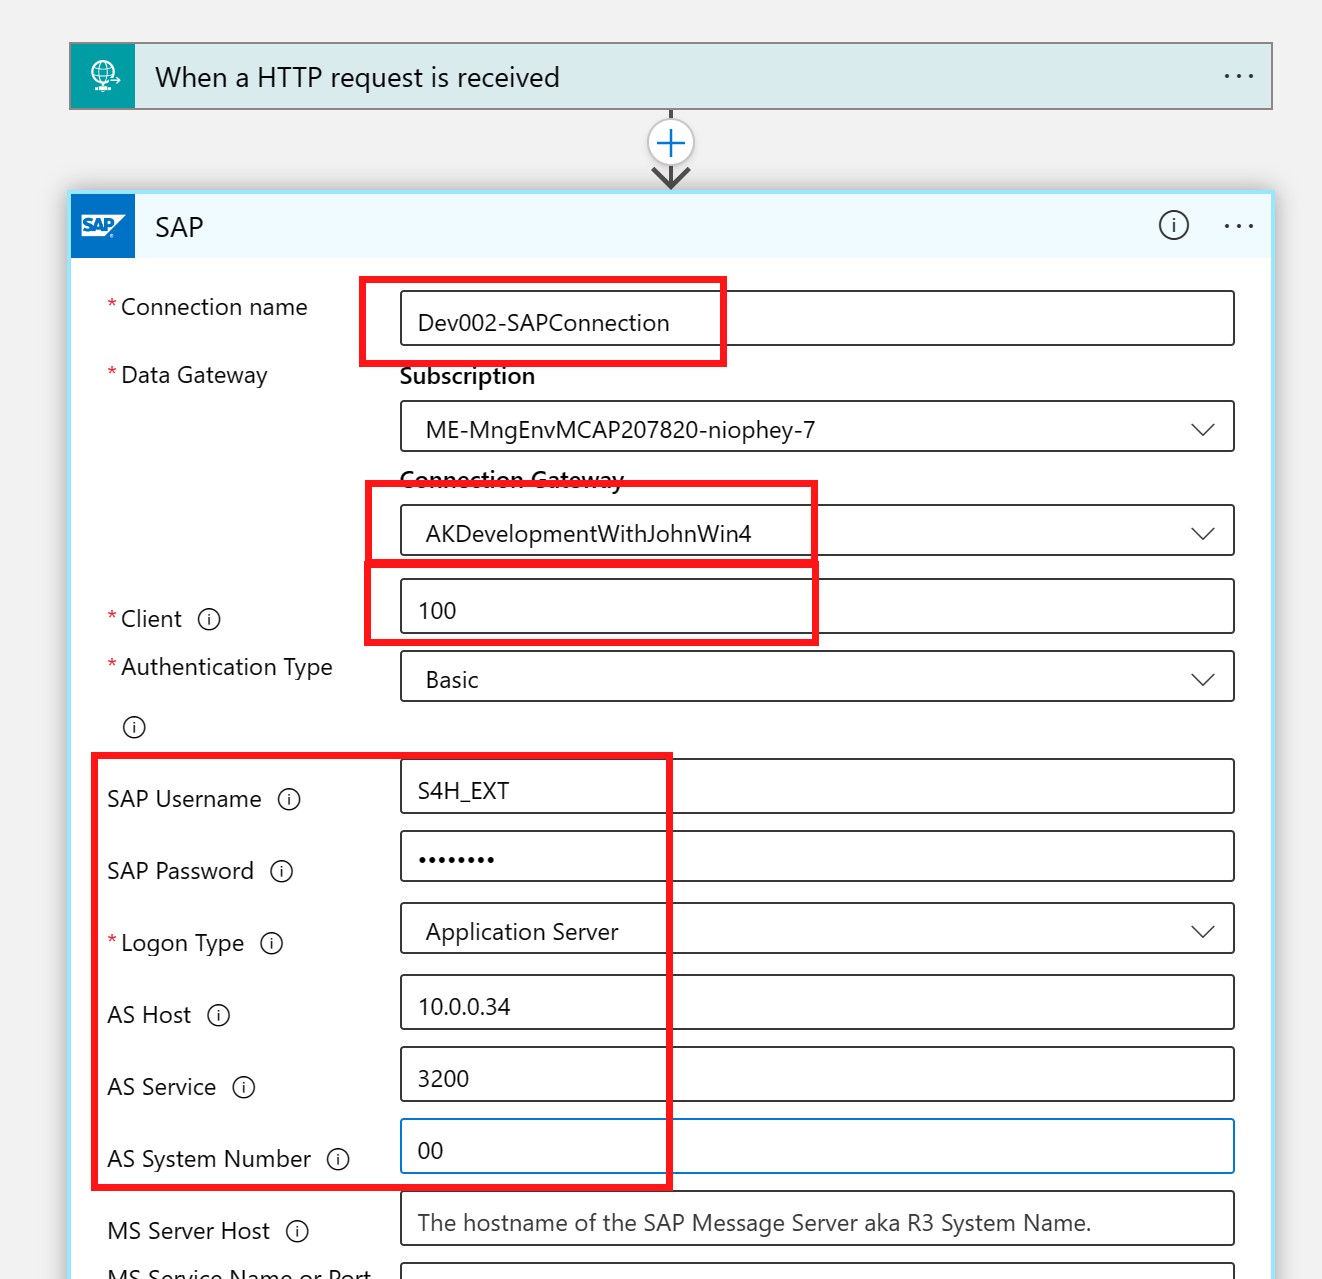 When a HTTP request is received
SAP
SAP
* Connection name
Dev002-SAPConnection
* Data Gateway
Subscription
ME-MngEnvMCAP207820-niophey-7
Connection Gateway
AKDevelopmentWithJohnWin4
* Client
100
* Authentication Type
Basic
SAP Username
S4H_EXT
SAP Password
••••••••
* Logon Type
Application Server
AS Host
10.0.0.34
AS Service
3200
AS System Number
00
MS Server Host
The hostname of the SAP Message Server aka R3 System Name.
MS Service Name or Port